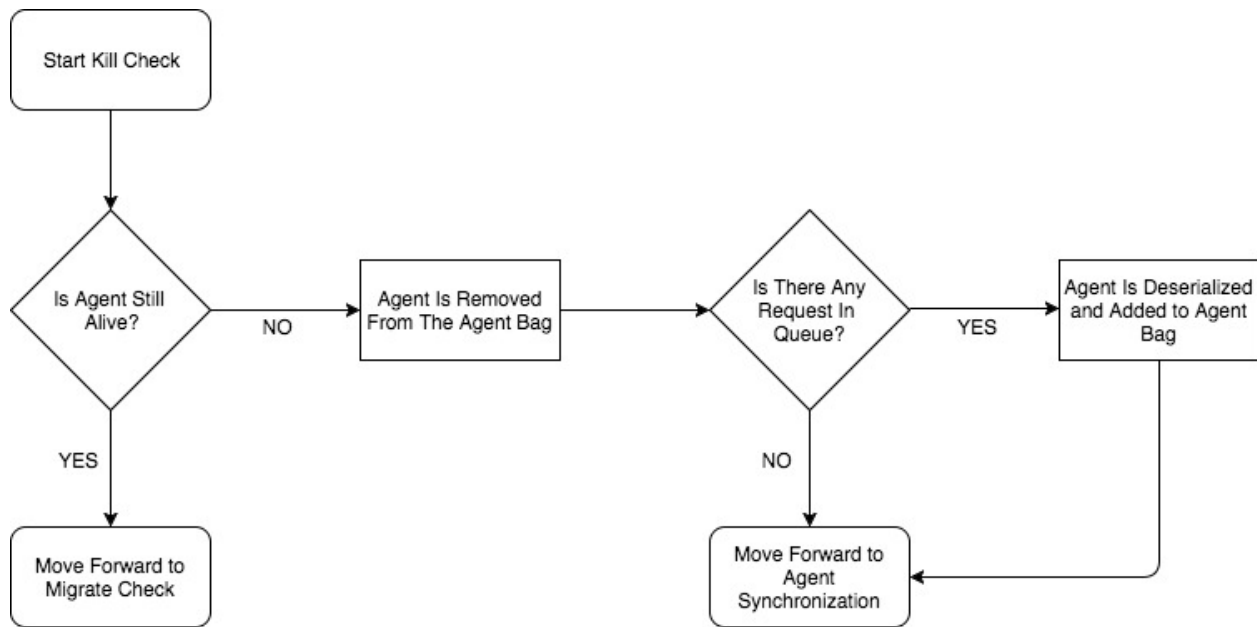 Start Kill Check
Is Agent Still
Alive?
NO
Agent Is Removed
From The Agent Bag
Is There Any
Request In
Queue?
YES
Agent Is Deserialized
and Added to Agent
Bag
YES
NO
Move Forward to
Migrate Check
Move Forward to
Agent
Synchronization